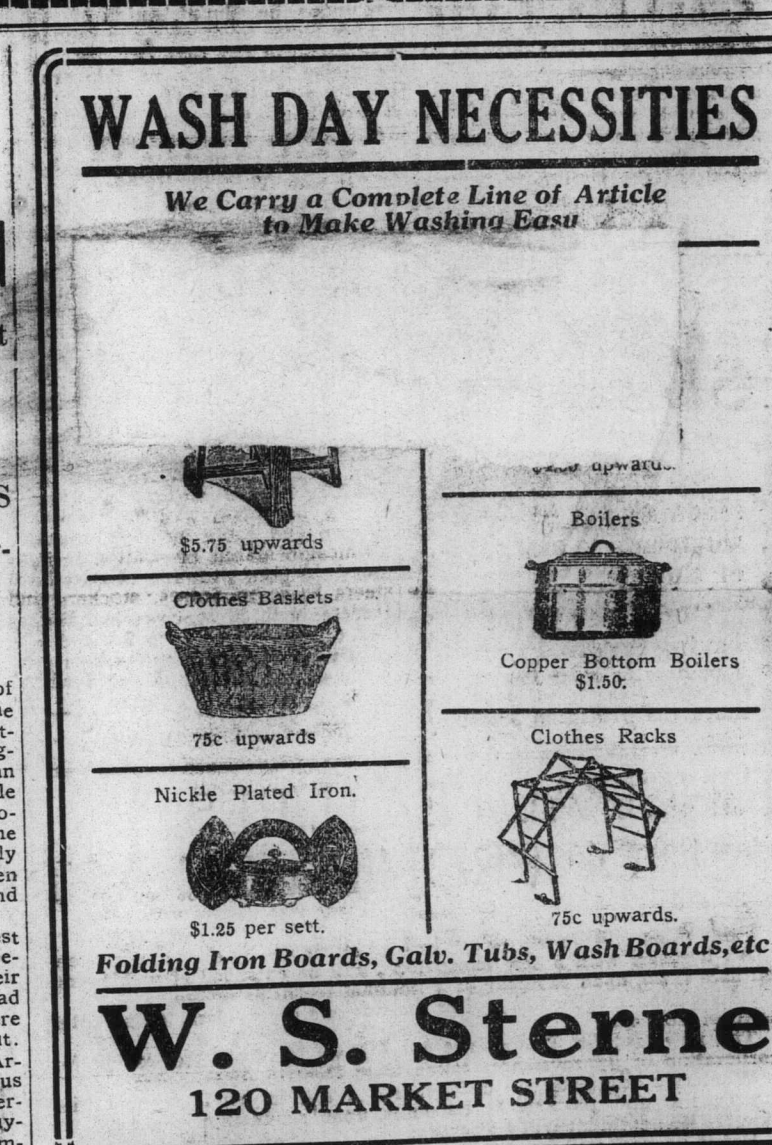 WASH DAY NECESSITIES
We Carry a Complete Line of Article
to Make Washing Easy
$5.75 upwards
Clothes Baskets
75c upwards
Nickle Plated Iron.
$1.25 per sett.
upwards.
Boilers
Copper Bottom Boilers
$1.50.
Clothes Racks
75c upwards.
Folding Iron Boards, Galv. Tubs, Wash Boards, etc
W. S. Sterne
120 MARKET STREET